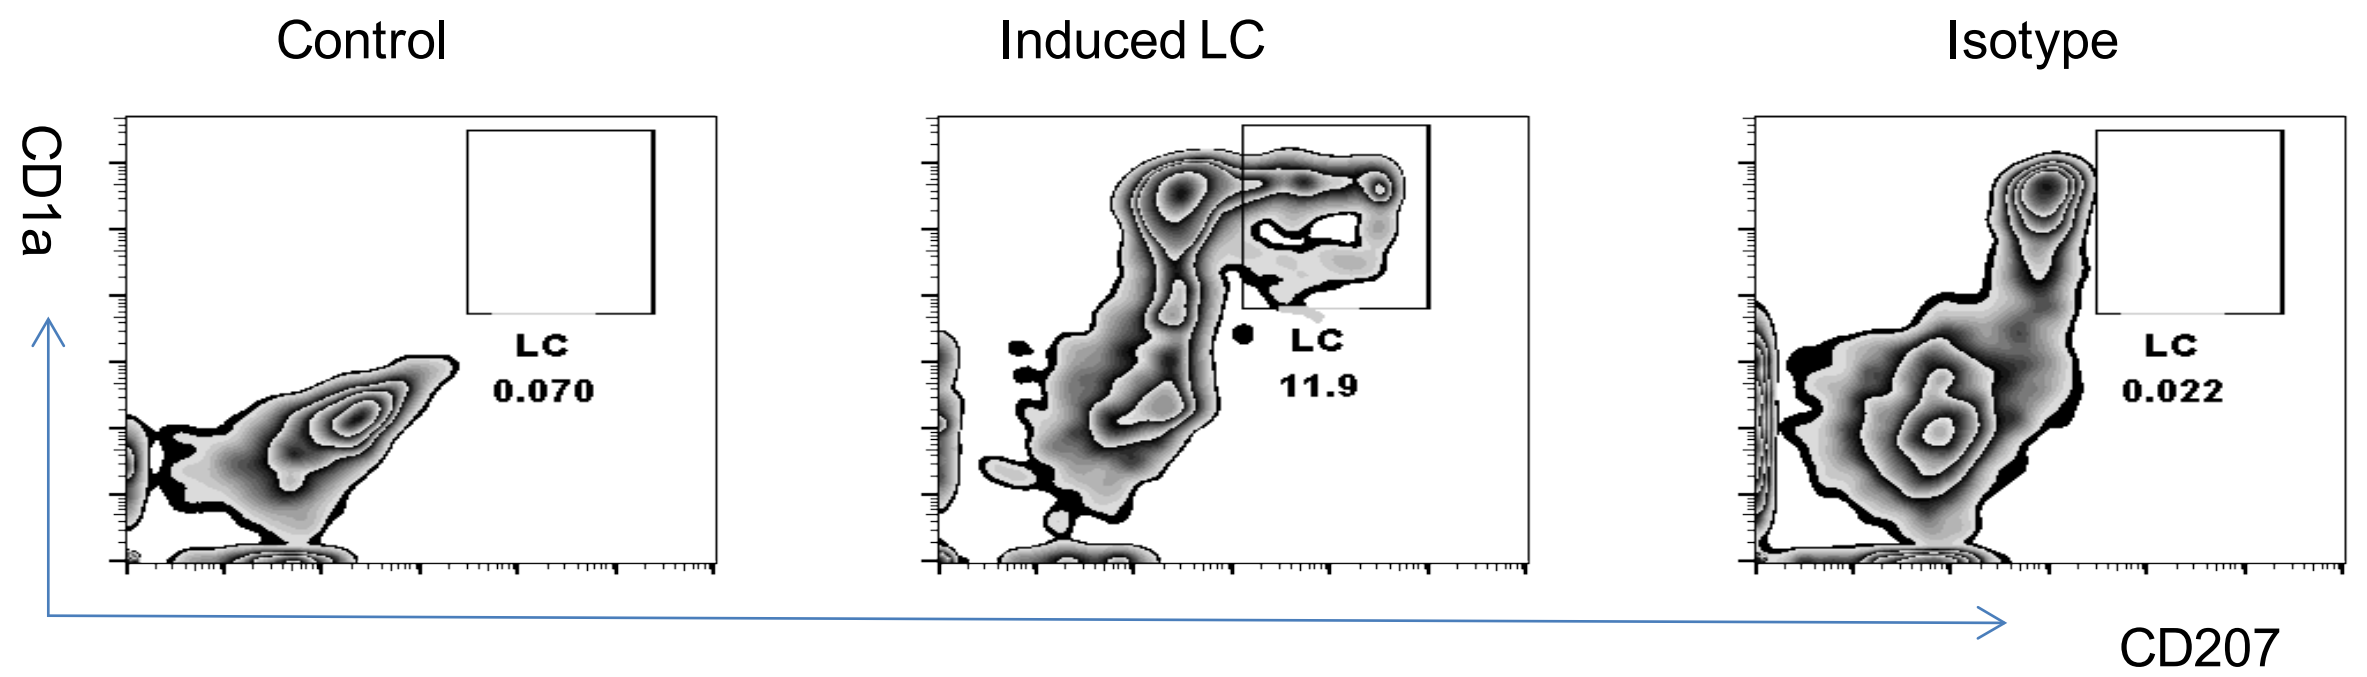 Control
Induced LC
Isotype
CD1a
LC
0.070
LC
11.9
LC
0.022
CD207